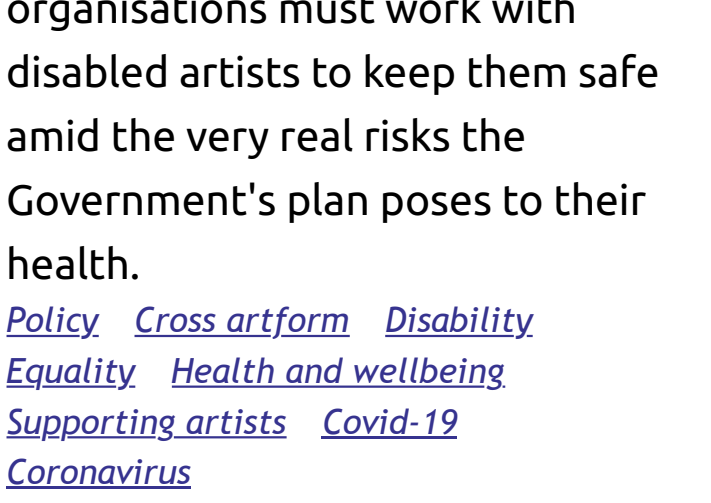 organisations must work with
disabled artists to keep them safe
amid the very real risks the
Government's plan poses to their
health.
Policy Cross artform Disability
Equality Health and wellbeing
Supporting artists Covid-19
Coronavirus